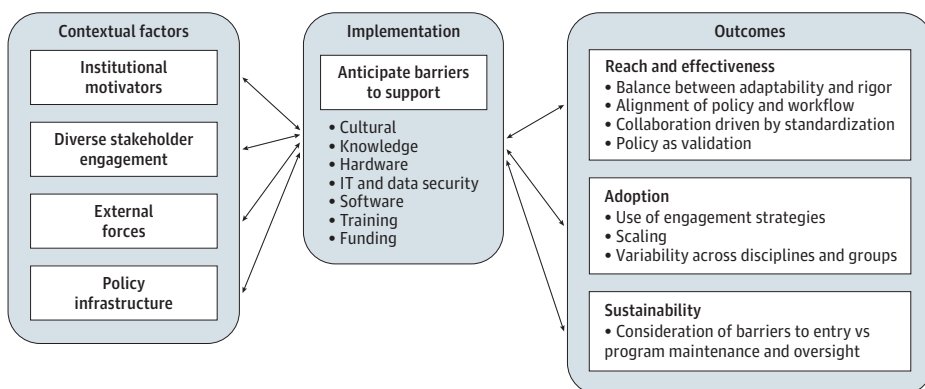 Contextual factors
Institutional
motivators
Diverse stakeholder
engagement
External
forces
Policy
infrastructure
Implementation
Anticipate barriers
to support
• Cultural
• Knowledge
• Hardware
• IT and data security
• Software
• Training
• Funding
Outcomes
Reach and effectiveness
• Balance between adaptability and rigor
• Alignment of policy and workflow
• Collaboration driven by standardization
• Policy as validation
Adoption
• Use of engagement strategies
• Scaling
• Variability across disciplines and groups
Sustainability
• Consideration of barriers to entry vs
program maintenance and oversight